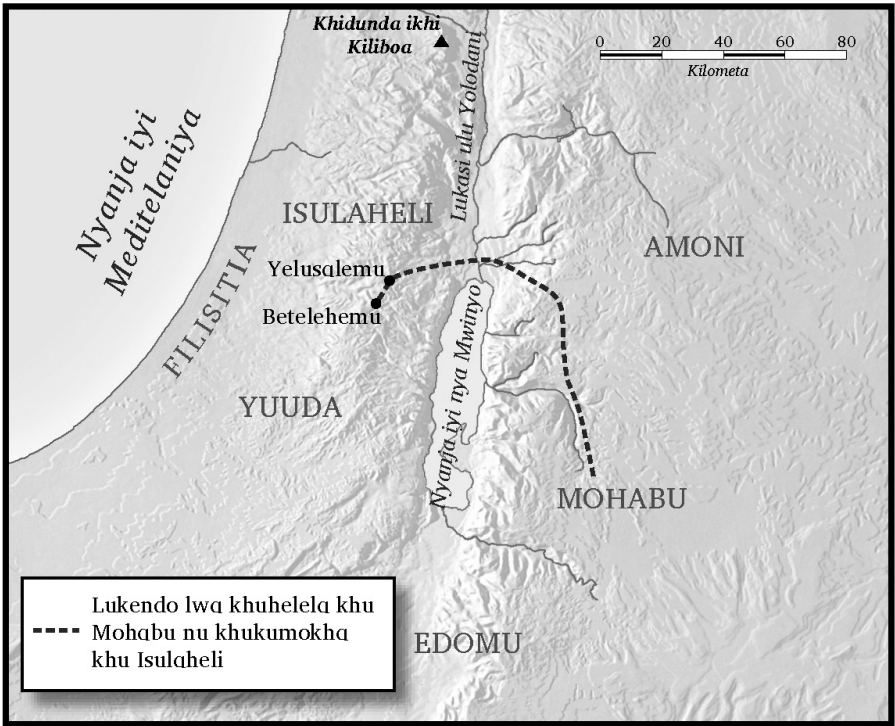 Khidunda ikhi
Kiliboa
0 20 40 60 80
Kilometa
Nyanja iyi
Meditelaniya
Lukasi ulu Yolodani
ISULAHELI
AMONI
FILISITIA
Yelusalemu
Betelehemu
YUUDA
Nyanja iyi nya Mwinyo
MOHABU
EDOMU
Lukendo lwa khuhelela khu
Mohabu nu khukumokha
khu Isulaheli